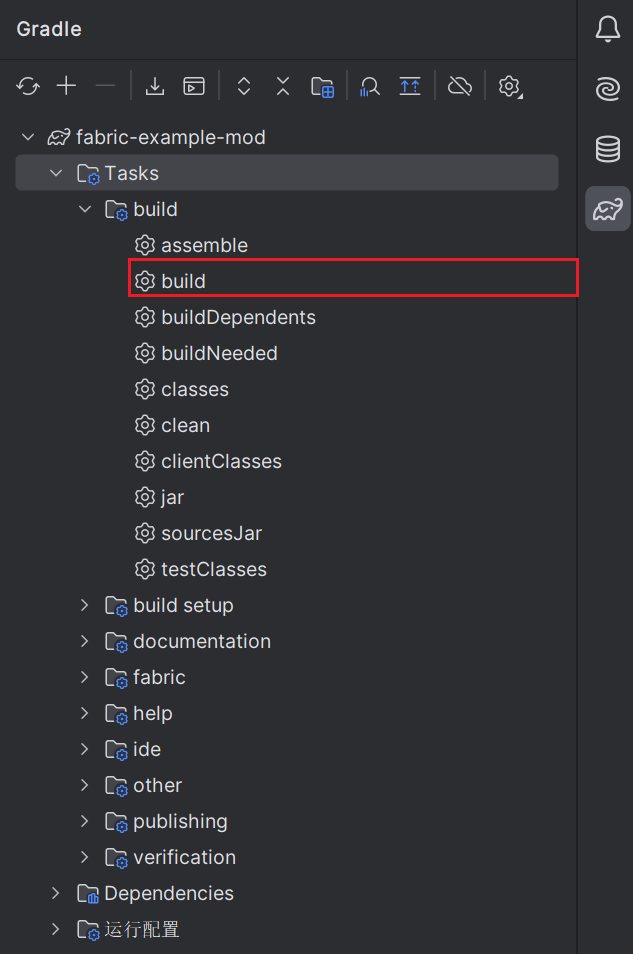 Gradle
fabric-example-mod
Tasks
build
assemble
build
buildDependents
buildNeeded
classes
clean
clientClasses
jar
sourcesJar
testClasses
build setup
documentation
fabric
help
ide
other
publishing
verification
Dependencies
运行配置